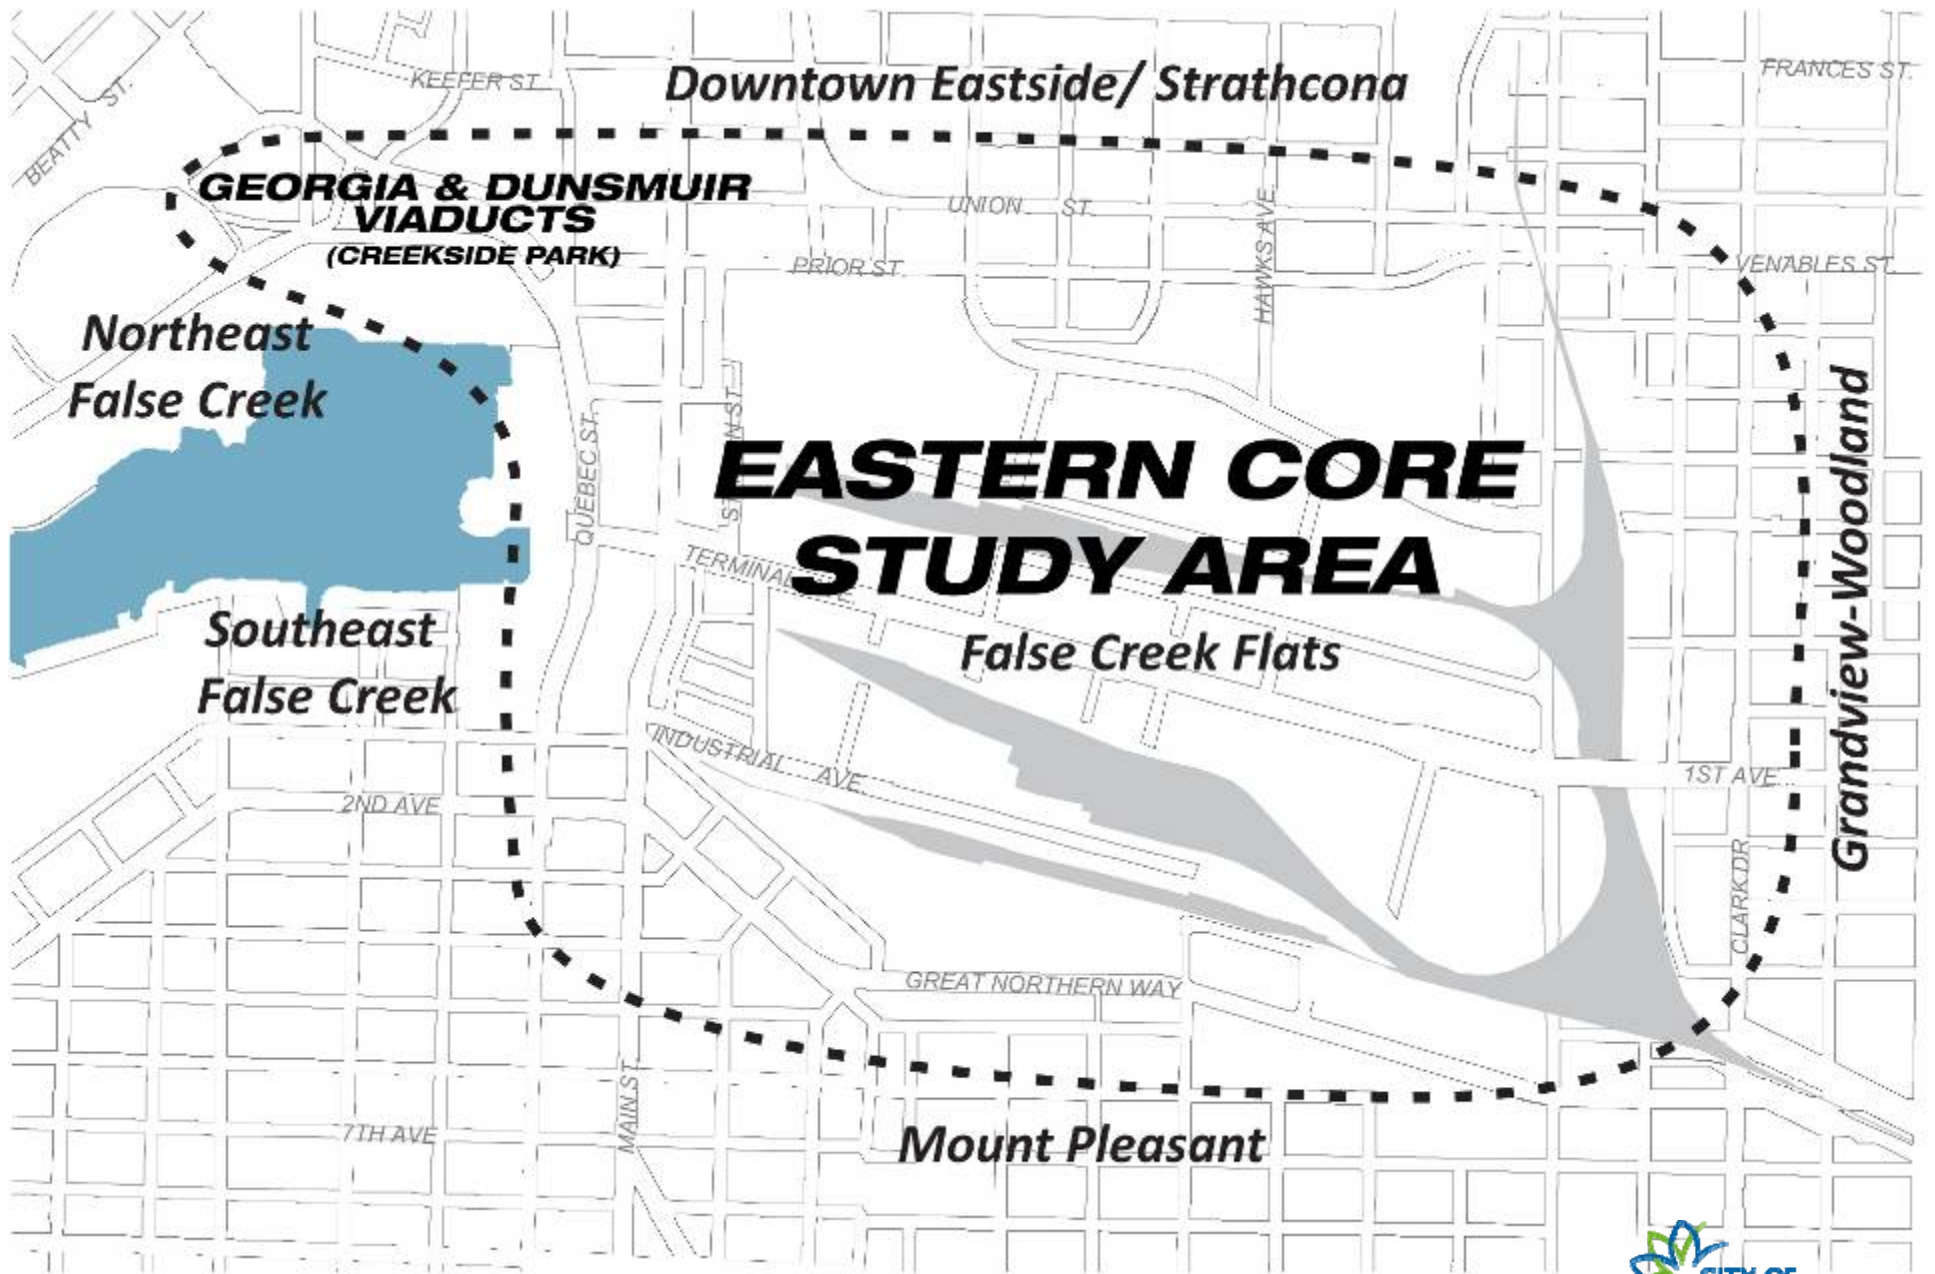 KEEFER ST.
Downtown Eastside/ Strathcona
FRANCES ST.
BEATTY ST.
GEORGIA & DUNSMUIR
VIADUCTS
(CREEKSIDE PARK)
UNION ST.
HAWKS AVE.
PRIOR ST.
VENABLES ST.
Northeast
False Creek
QUEBEC ST.
EASTERN CORE
STUDY AREA
TERMINAL
False Creek Flats
Grandview-Woodland
Southeast
False Creek
INDUSTRIAL AVE.
1ST AVE
2ND AVE
CLARK DR
GREAT NORTHERN WAY
MAIN ST.
7TH AVE
Mount Pleasant
CITY OF